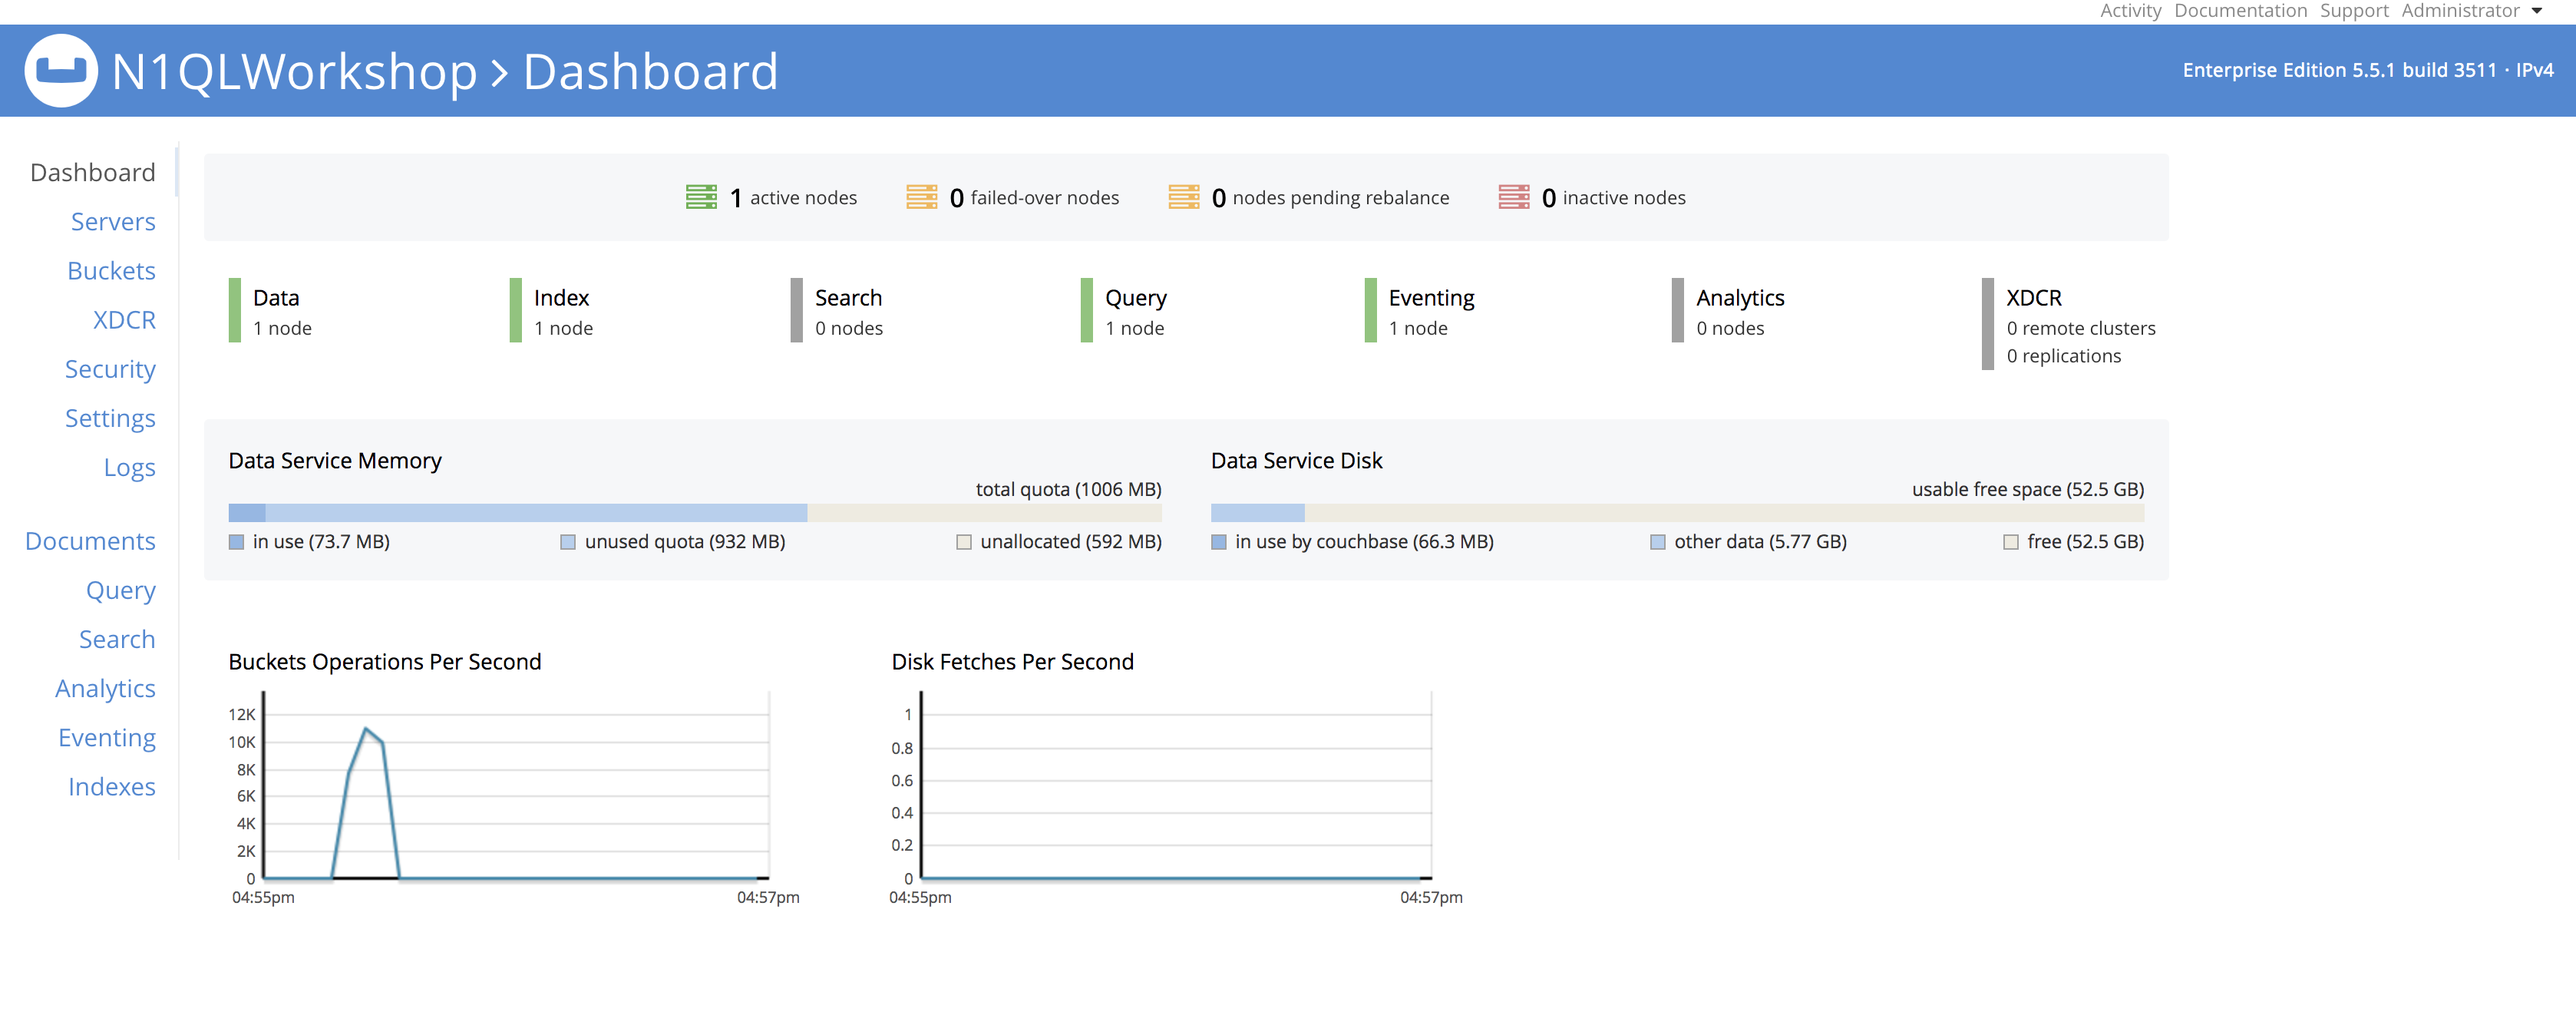 Activity Documentation Support Administrator
N1QLWorkshop > Dashboard
Enterprise Edition 5.5.1 build 3511 · IPv4
Dashboard
Servers
Buckets
XDCR
Security
Settings
Logs
Documents
Query
Search
Analytics
Eventing
Indexes
1 active nodes 0 failed-over nodes 0 nodes pending rebalance 0 inactive nodes
Data
1 node
Index
1 node
Search
0 nodes
Query
1 node
Eventing
1 node
Analytics
0 nodes
XDCR
0 remote clusters
0 replications
Data Service Memory
total quota (1006 MB)
in use (73.7 MB) unused quota (932 MB) unallocated (592 MB)
Data Service Disk
usable free space (52.5 GB)
in use by couchbase (66.3 MB) other data (5.77 GB) free (52.5 GB)
Buckets Operations Per Second
12K
10K
8K
6K
4K
2K
0
04:55pm 04:57pm
Disk Fetches Per Second
1
0.8
0.6
0.4
0.2
0
04:55pm 04:57pm